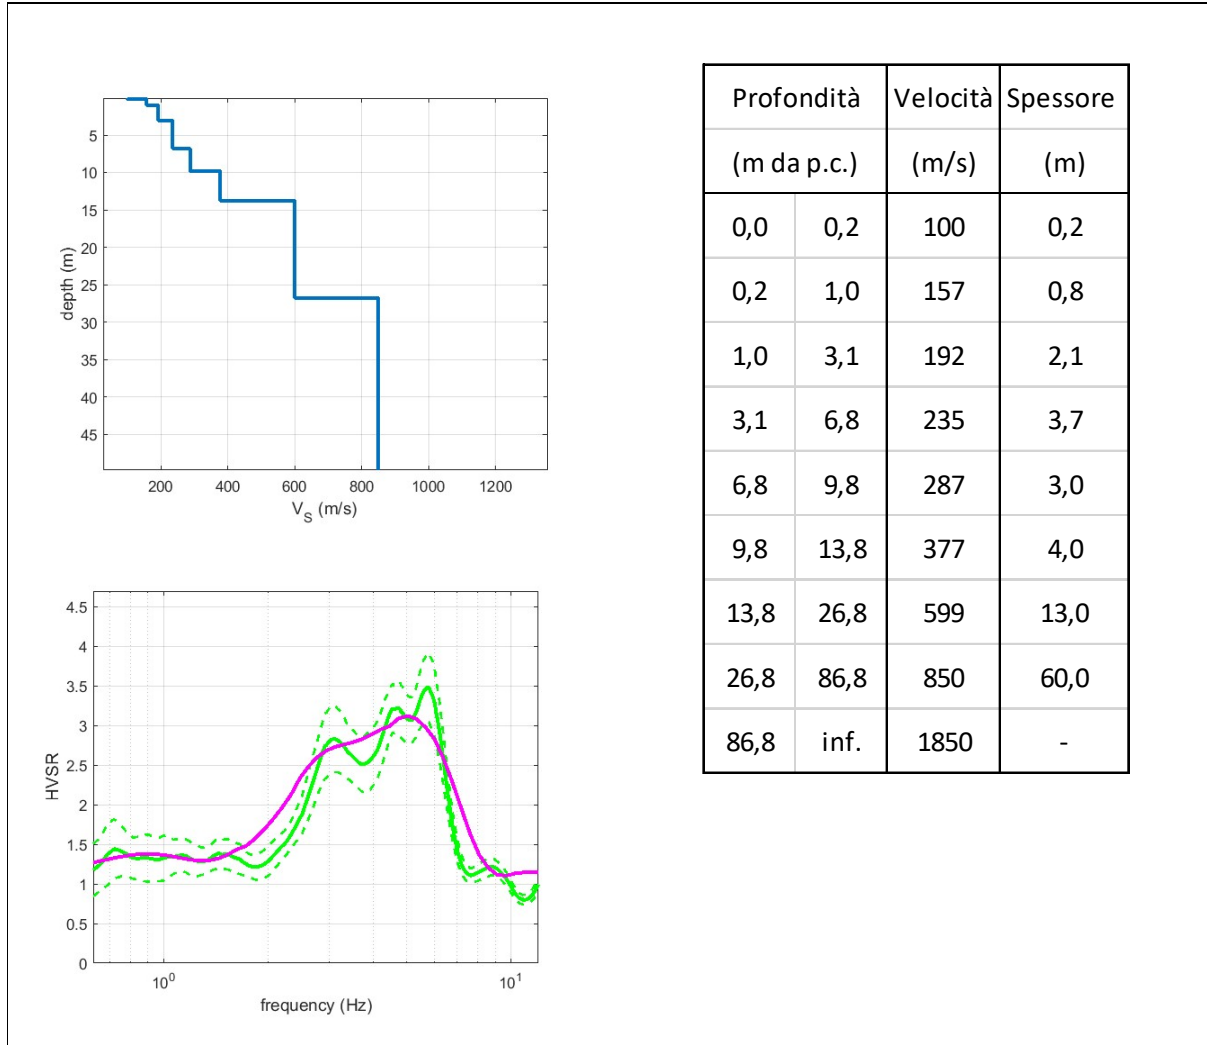 5
10
15
20
25
30
35
40
45
depth (m)
200 400 600 800 1000 1200
V_S (m/s)
4.5
4
3.5
3
2.5
2
1.5
1
0.5
0
HVSR
10^0 10^1
frequency (Hz)
Profondità Velocità Spessore
(m da p.c.) (m/s) (m)
0,0 0,2 100 0,2
0,2 1,0 157 0,8
1,0 3,1 192 2,1
3,1 6,8 235 3,7
6,8 9,8 287 3,0
9,8 13,8 377 4,0
13,8 26,8 599 13,0
26,8 86,8 850 60,0
86,8 inf. 1850 -